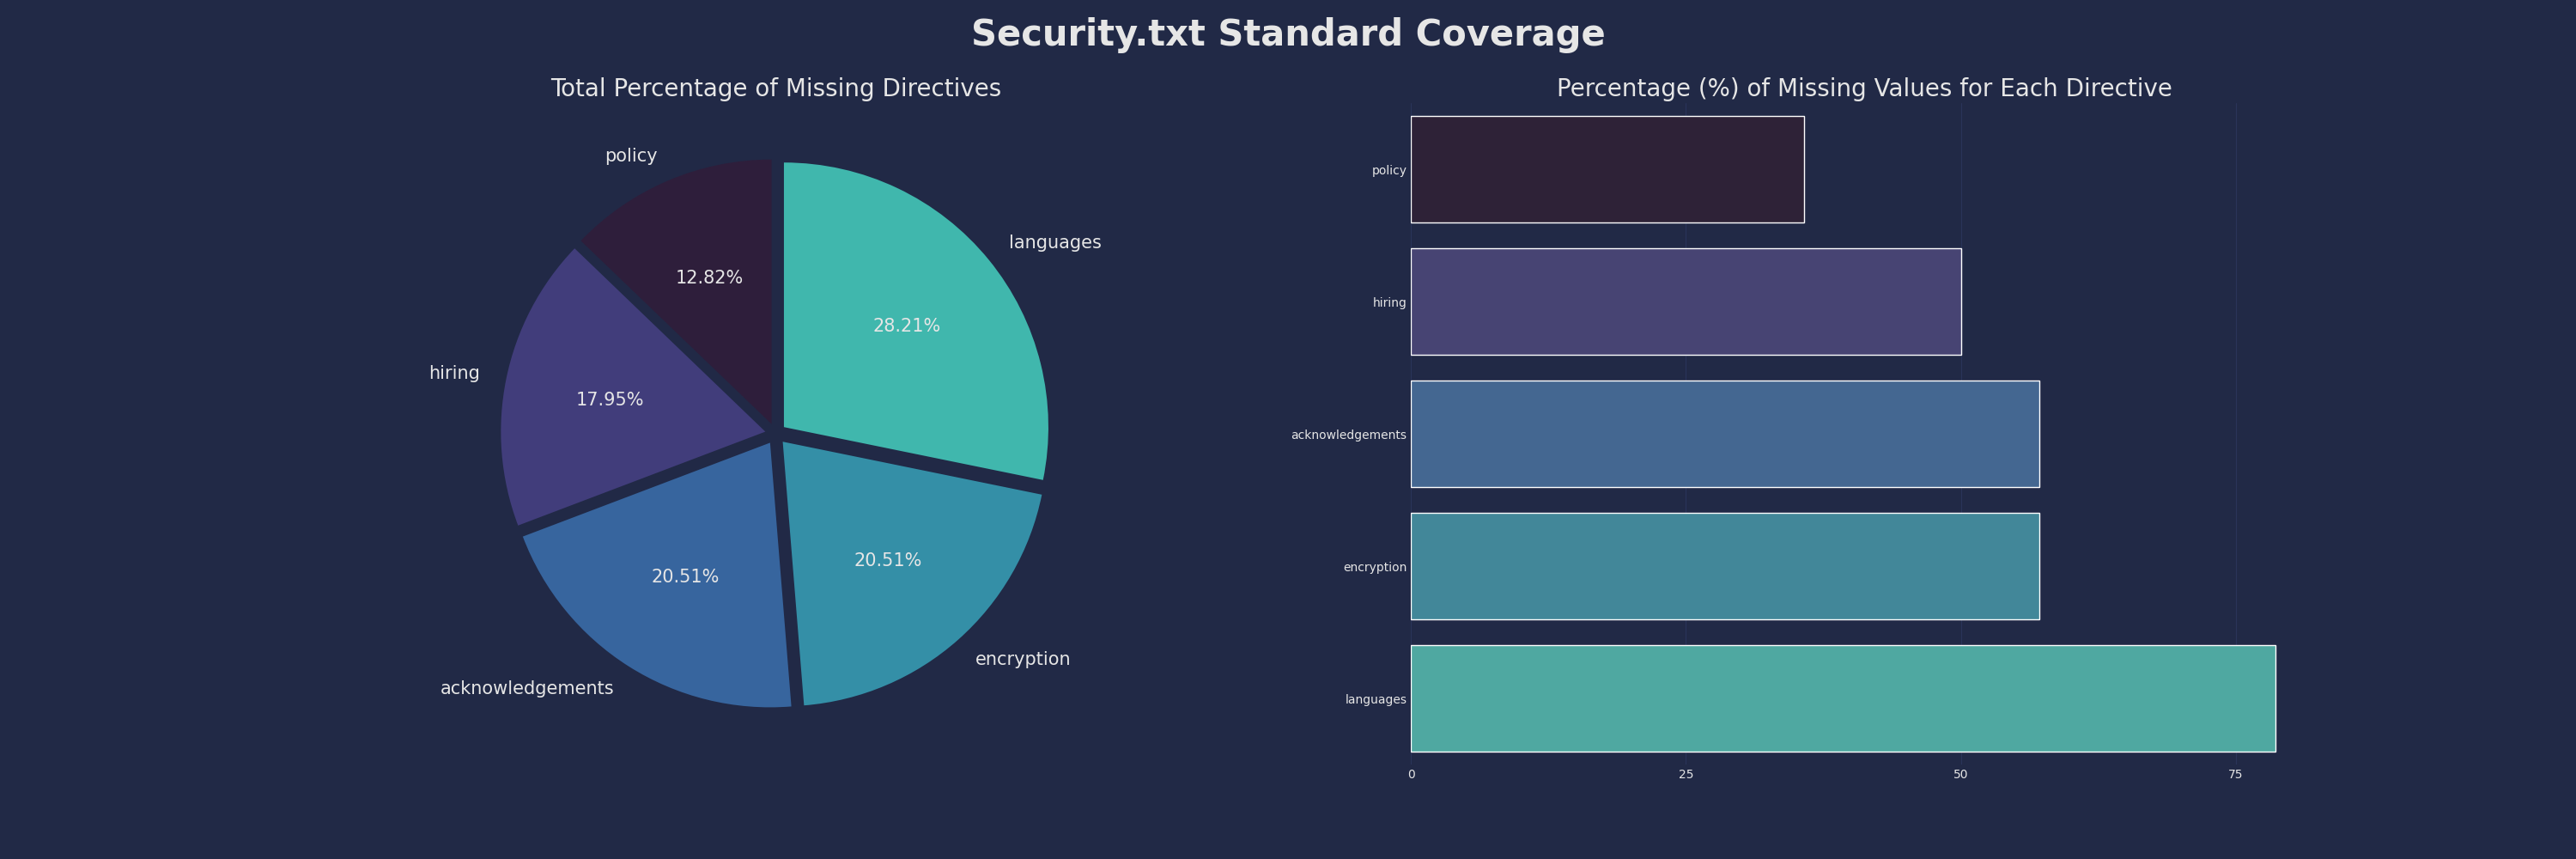 Security.txt Standard Coverage
Total Percentage of Missing Directives
policy
languages
12.82%
28.21%
hiring
17.95%
20.51%
20.51%
encryption
acknowledgements
Percentage (%) of Missing Values for Each Directive
policy
hiring
acknowledgements
encryption
languages
0 25 50 75